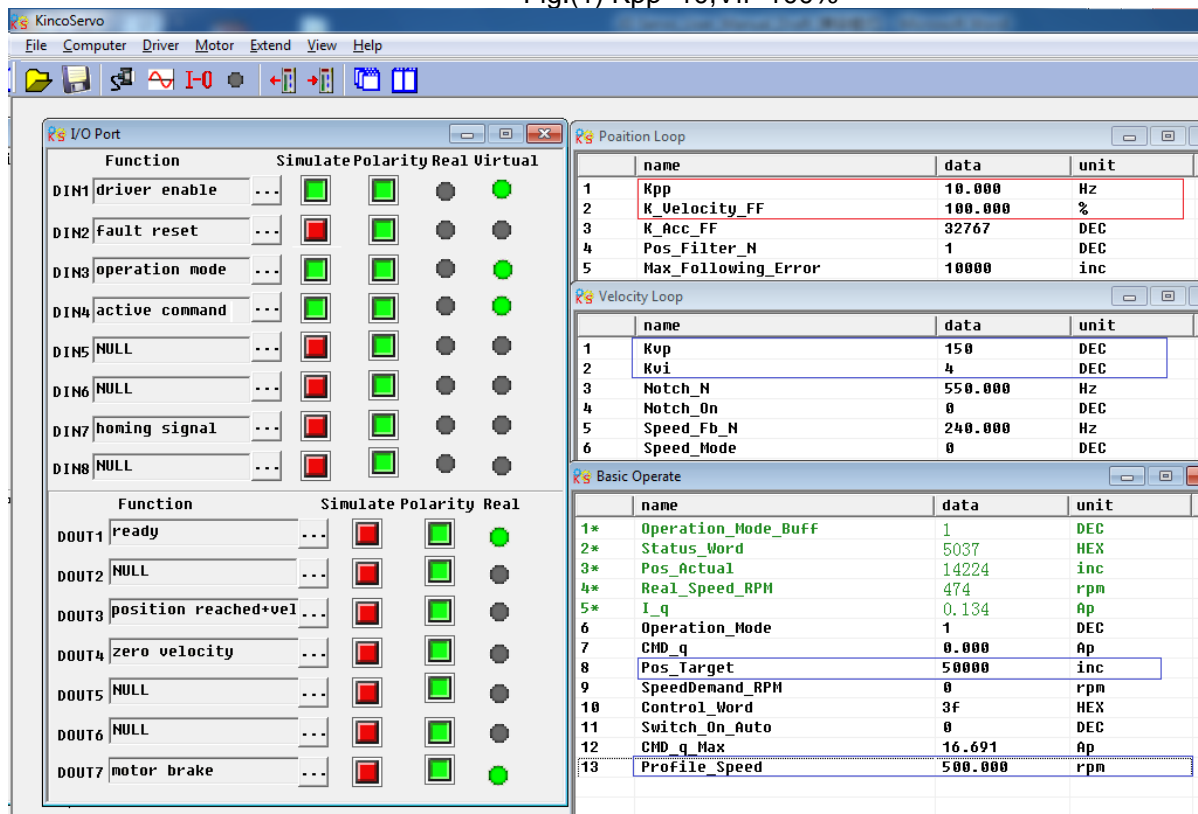 Fig.(1) Kpp=10,Vff=100%
KincoServo
File Computer Driver Motor Extend View Help
I-0
I/O Port
Function Simulate Polarity Real Virtual
DIN1 driver enable ...
DIN2 fault reset ...
DIN3 operation mode ...
DIN4 active command ...
DIN5 NULL ...
DIN6 NULL ...
DIN7 homing signal ...
DIN8 NULL ...
Function Simulate Polarity Real
DOUT1 ready ...
DOUT2 NULL ...
DOUT3 position reached+vel ...
DOUT4 zero velocity ...
DOUT5 NULL ...
DOUT6 NULL ...
DOUT7 motor brake ...
Poaition Loop
name data unit
1 Kpp 10.000 Hz
2 K_Velocity_FF 100.000 %
3 K_Acc_FF 32767 DEC
4 Pos_Filter_N 1 DEC
5 Max_Following_Error 10000 inc
Velocity Loop
name data unit
1 Kvp 150 DEC
2 Kvi 4 DEC
3 Notch_N 550.000 Hz
4 Notch_On 0 DEC
5 Speed_Fb_N 240.000 Hz
6 Speed_Mode 0 DEC
Basic Operate
name data unit
1* Operation_Mode_Buff 1 DEC
2* Status_Word 5037 HEX
3* Pos_Actual 14224 inc
4* Real_Speed_RPM 474 rpm
5* I_q 0.134 Ap
6 Operation_Mode 1 DEC
7 CMD_q 0.000 Ap
8 Pos_Target 50000 inc
9 SpeedDemand_RPM 0 rpm
10 Control_Word 3f HEX
11 Switch_On_Auto 0 DEC
12 CMD_q_Max 16.691 Ap
13 Profile_Speed 500.000 rpm